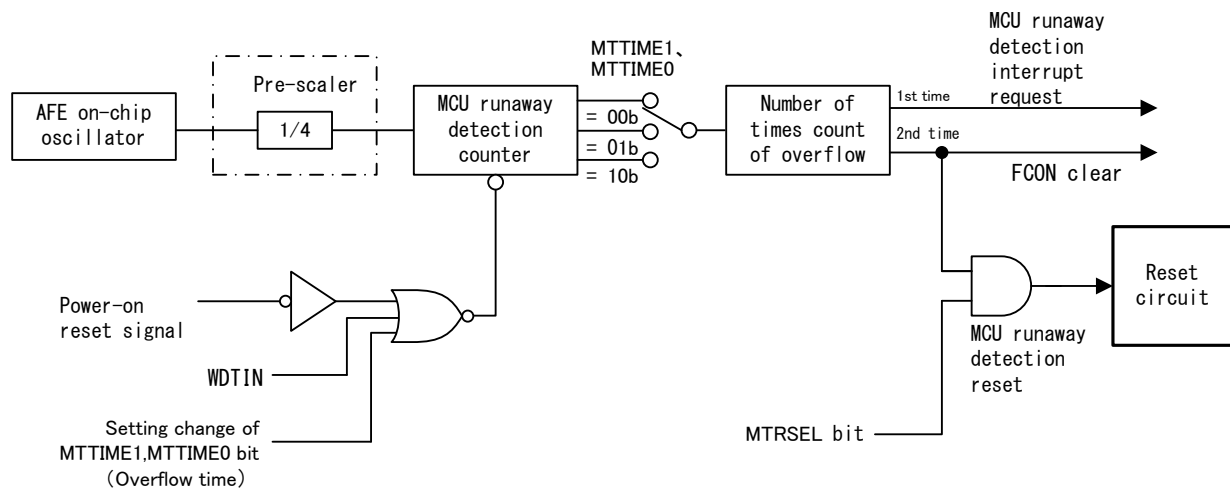 AFE on-chip
oscillator
Pre-scaler
1/4
MCU runaway
detection
counter
MTTIME1、
MTTIME0
= 00b
= 01b
= 10b
Number of
times count
of overflow
1st time
2nd time
MCU runaway
detection
interrupt
request
FCON clear
Power-on
reset signal
WDTIN
Setting change of
MTTIME1,MTTIME0 bit
(Overflow time)
MCU runaway
detection
reset
MTRSEL bit
Reset
circuit